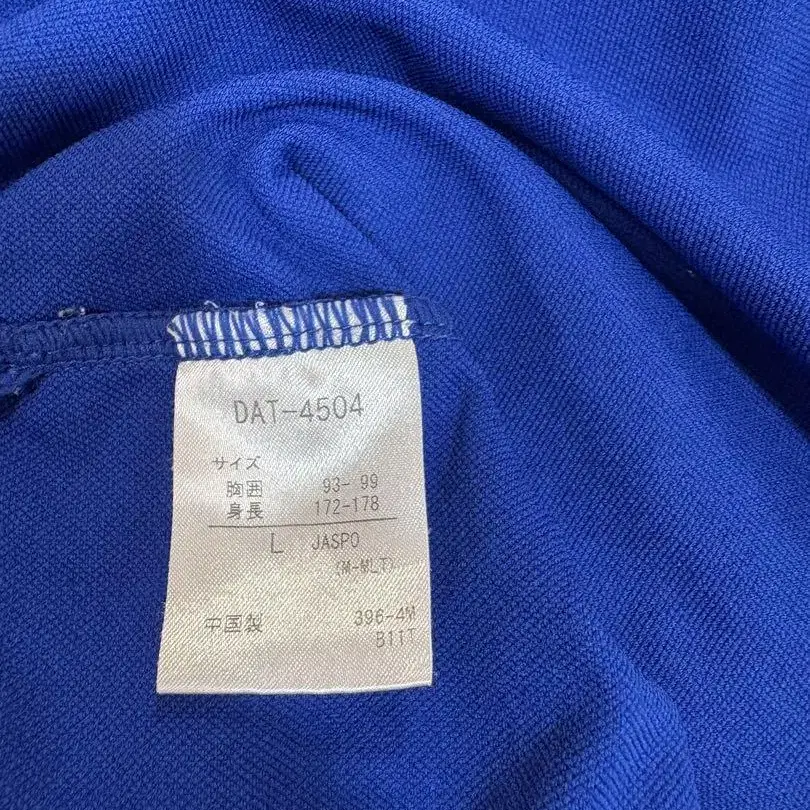 DAT-4504
サイズ
胸囲 93- 99
身長 172-178
L JASPO
(M-MLT)
中国製 396-4M
B11T